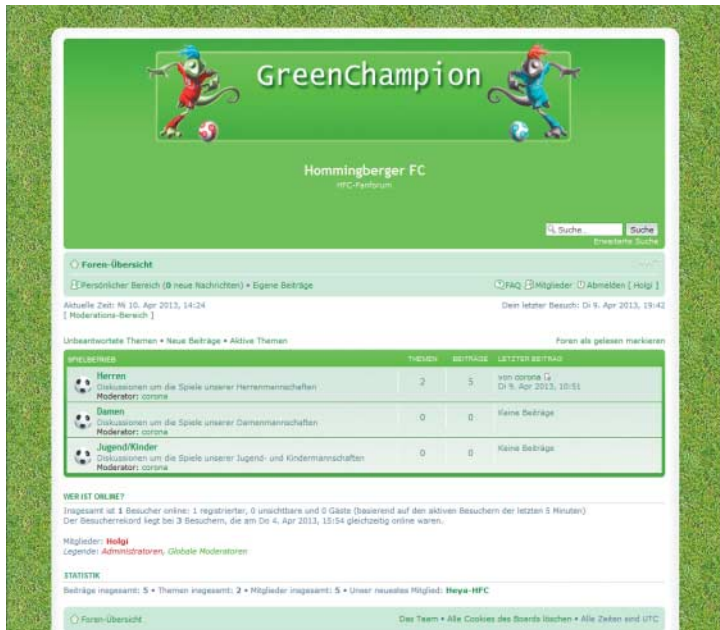 GreenChampion
Hommingberger FC
HFC-Fanforum
Suche...
Suche
Erweiterte Suche
Foren-Übersicht
Persönlicher Bereich (0 neue Nachrichten) • Eigene Beiträge
FAQ Mitglieder Abmelden [ Holgi ]
Aktuelle Zeit: Mi 10. Apr 2013, 14:24
Dein letzter Besuch: Di 9. Apr 2013, 19:42
[ Moderations-Bereich ]
Unbeantwortete Themen • Neue Beiträge • Aktive Themen
Foren als gelesen markieren
SPIELBETRIEB THEMEN BEITRÄGE LETZTER BEITRAG
Herren
Diskussionen um die Spiele unserer Herrenmannschaften
Moderator: corona
2 5
von corona
Di 9. Apr 2013, 10:51
Damen
Diskussionen um die Spiele unserer Damenmannschaften
Moderator: corona
0 0 Keine Beiträge
Jugend/Kinder
Diskussionen um die Spiele unserer Jugend- und Kindermannschaften
Moderator: corona
0 0 Keine Beiträge
WER IST ONLINE?
Insgesamt ist 1 Besucher online: 1 registrierter, 0 unsichtbare und 0 Gäste (basierend auf den aktiven Besuchern der letzten 5 Minuten)
Der Besucherrekord liegt bei 3 Besuchern, die am Do 4. Apr 2013, 15:54 gleichzeitig online waren.
Mitglieder: Holgi
Legende: Administratoren, Globale Moderatoren
STATISTIK
Beiträge insgesamt: 5 • Themen insgesamt: 2 • Mitglieder insgesamt: 5 • Unser neuestes Mitglied: Heya-HFC
Foren-Übersicht
Das Team • Alle Cookies des Boards löschen • Alle Zeiten sind UTC